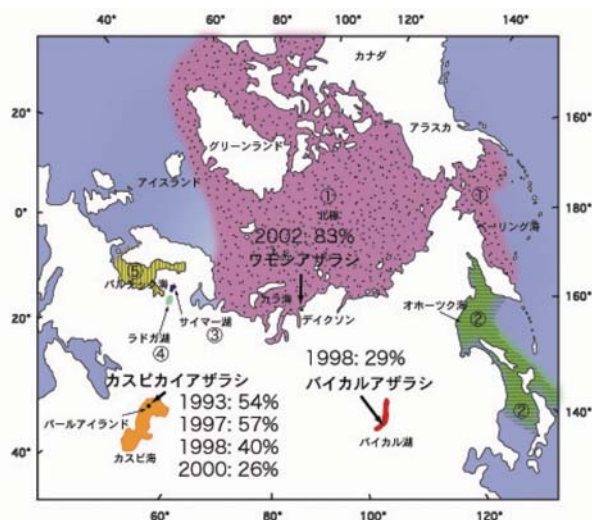 40° 60° 80° 100° 120° 140°
カナダ
20°
160°
アラスカ
グリーンランド
アイスランド
①
①
北極
0°
180°
2002: 83%
ベーリング海
ワモンアザラシ
⑤
バルチック海
カラ海
オホーツク海
160°
20°
サイマー湖
デイクソン
②
ラドガ湖
③
④
1998: 29%
カスピカイアザラシ
バイカルアザラシ
1993: 54%
パールアイランド
1997: 57%
②
140°
1998: 40%
バイカル湖
40°
カスピ海
2000: 26%
60° 80° 100° 120°